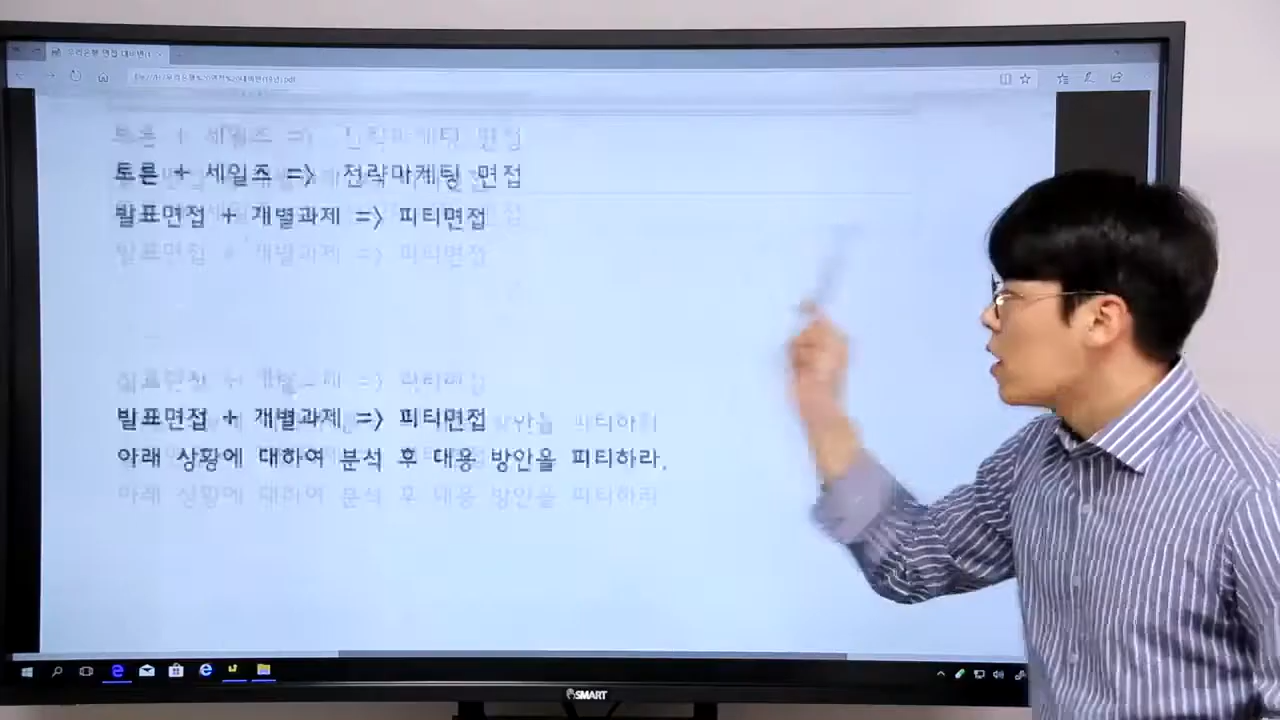 토론 + 세일즈 => 전략마케팅 면접
발표면접 + 개별과제 => 피티면접
발표면접 + 개별과제 => 피티면접
아래 상황에 대하여 분석 후 대응 방안을 피티하라.
SMART